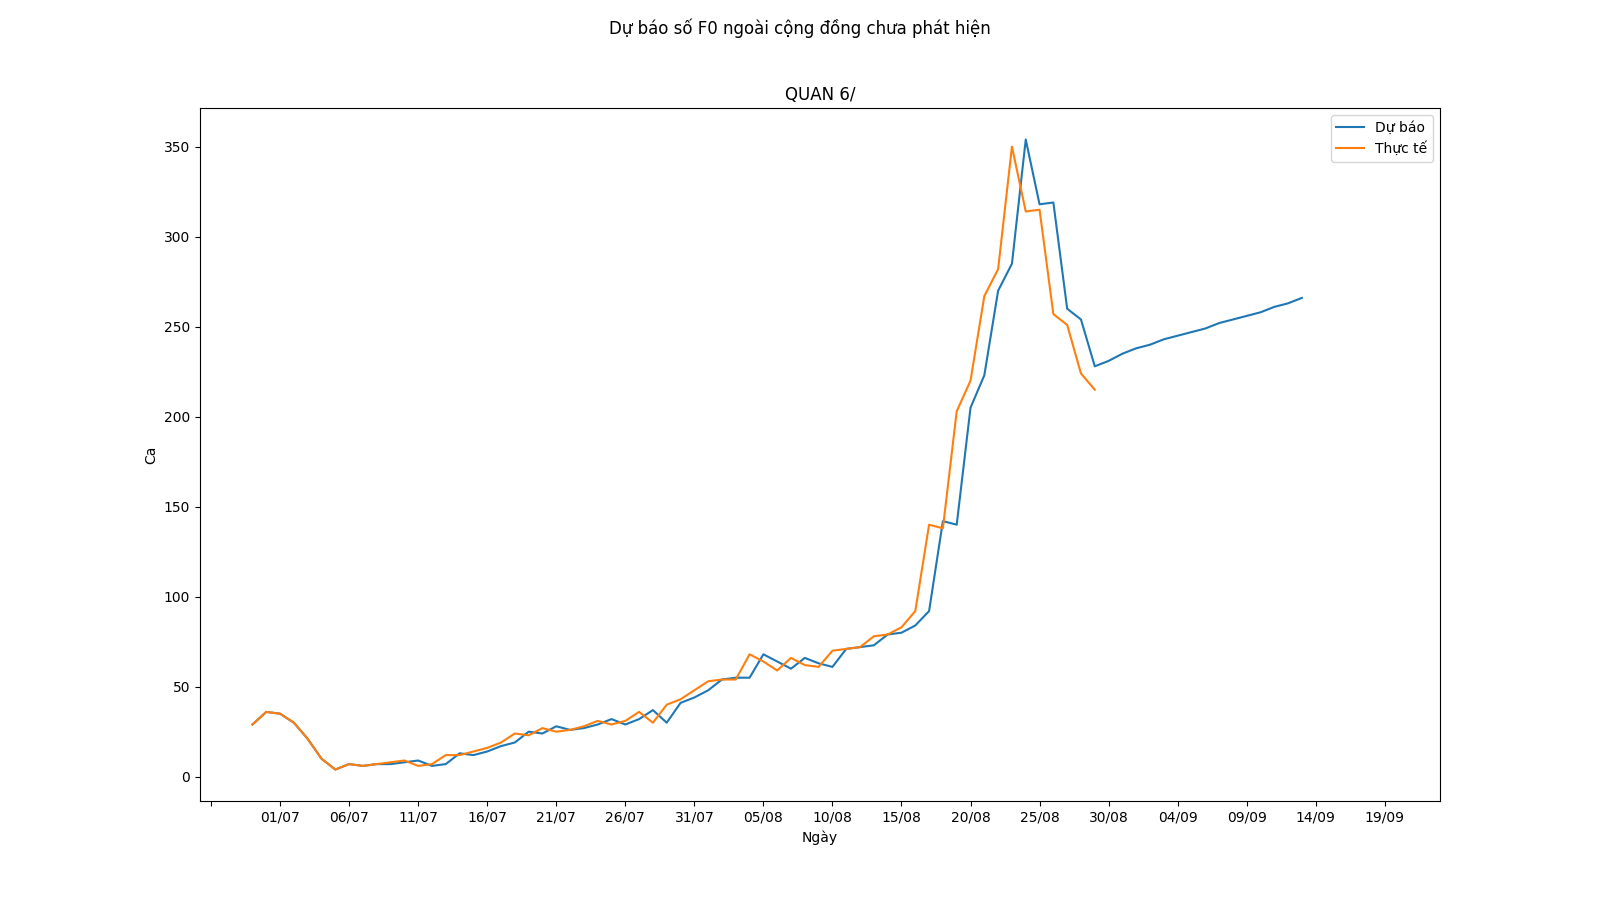 Dự báo số F0 ngoài cộng đồng chưa phát hiện
QUAN 6/
Dự báo
Thực tế
350
300
250
200
150
100
50
0
Ca
01/07 06/07 11/07 16/07 21/07 26/07 31/07 05/08 10/08 15/08 20/08 25/08 30/08 04/09 09/09 14/09 19/09
Ngày